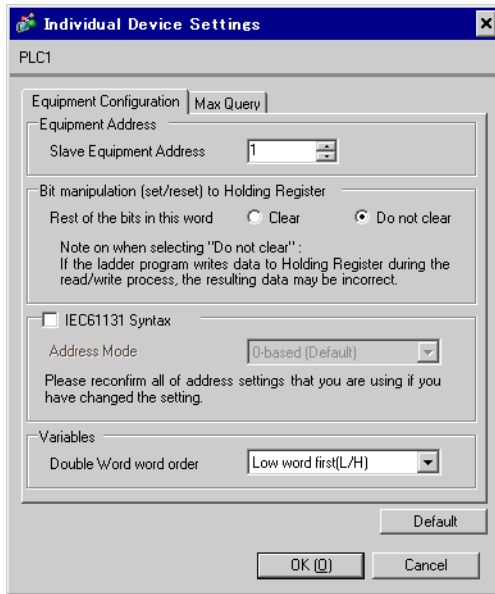 Individual Device Settings
PLC1
Equipment Configuration
Max Query
Equipment Address
Slave Equipment Address
1
Bit manipulation (set/reset) to Holding Register
Rest of the bits in this word
Clear
Do not clear
Note on when selecting "Do not clear" :
If the ladder program writes data to Holding Register during the
read/write process, the resulting data may be incorrect.
IEC61131 Syntax
Address Mode
0-based (Default)
Please reconfirm all of address settings that you are using if you
have changed the setting.
Variables
Double Word word order
Low word first(L/H)
Default
OK (O)
Cancel